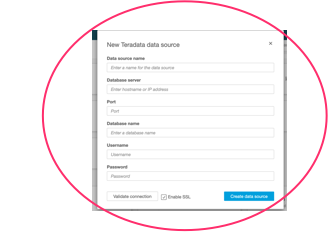 New Teradata data source
×
Data source name
Enter a name for the data source
Database server
Enter hostname or IP address
Port
Port
Database name
Enter a database name
Username
Username
Password
Password
Validate connection Enable SSL Create data source